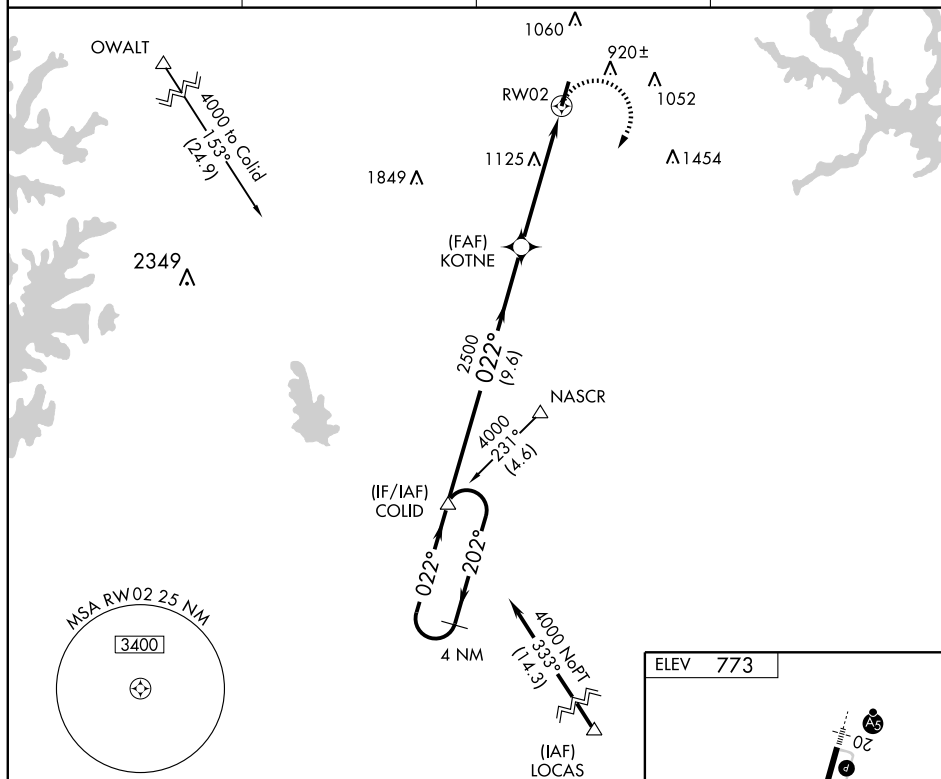 1060
OWALT
920±
RW02
1052
4000 to Colid
153°
(24.9)
1125
1454
1849
(FAF)
KOTNE
2349
2500
022°
(9.6)
NASCR
4000
231°
(4.6)
(IF/IAF)
COLID
022°
202°
MSA RW02 25 NM
3400
4 NM
4000 NoPT
333°
(14.3)
(IAF)
LOCAS
ELEV 773
A5
20
P